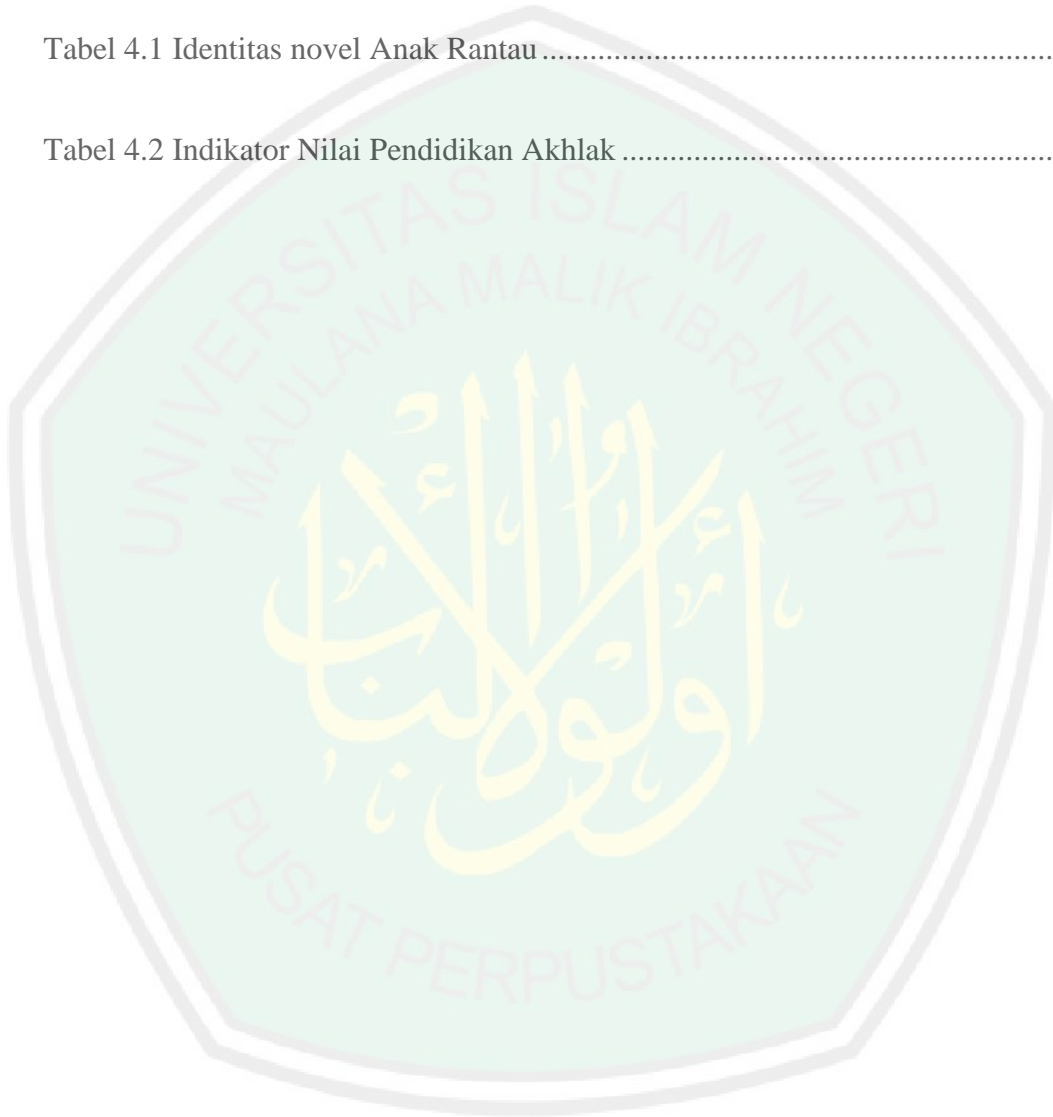 Tabel 4.1 Identitas novel Anak Rantau................................................................
Tabel 4.2 Indikator Nilai Pendidikan Akhlak......................................................
UNIVERSITAS ISLAM NEGERI
MAULANA MALIK IBRAHIM
أولوا الألباب
PUSAT PERPUSTAKAAN